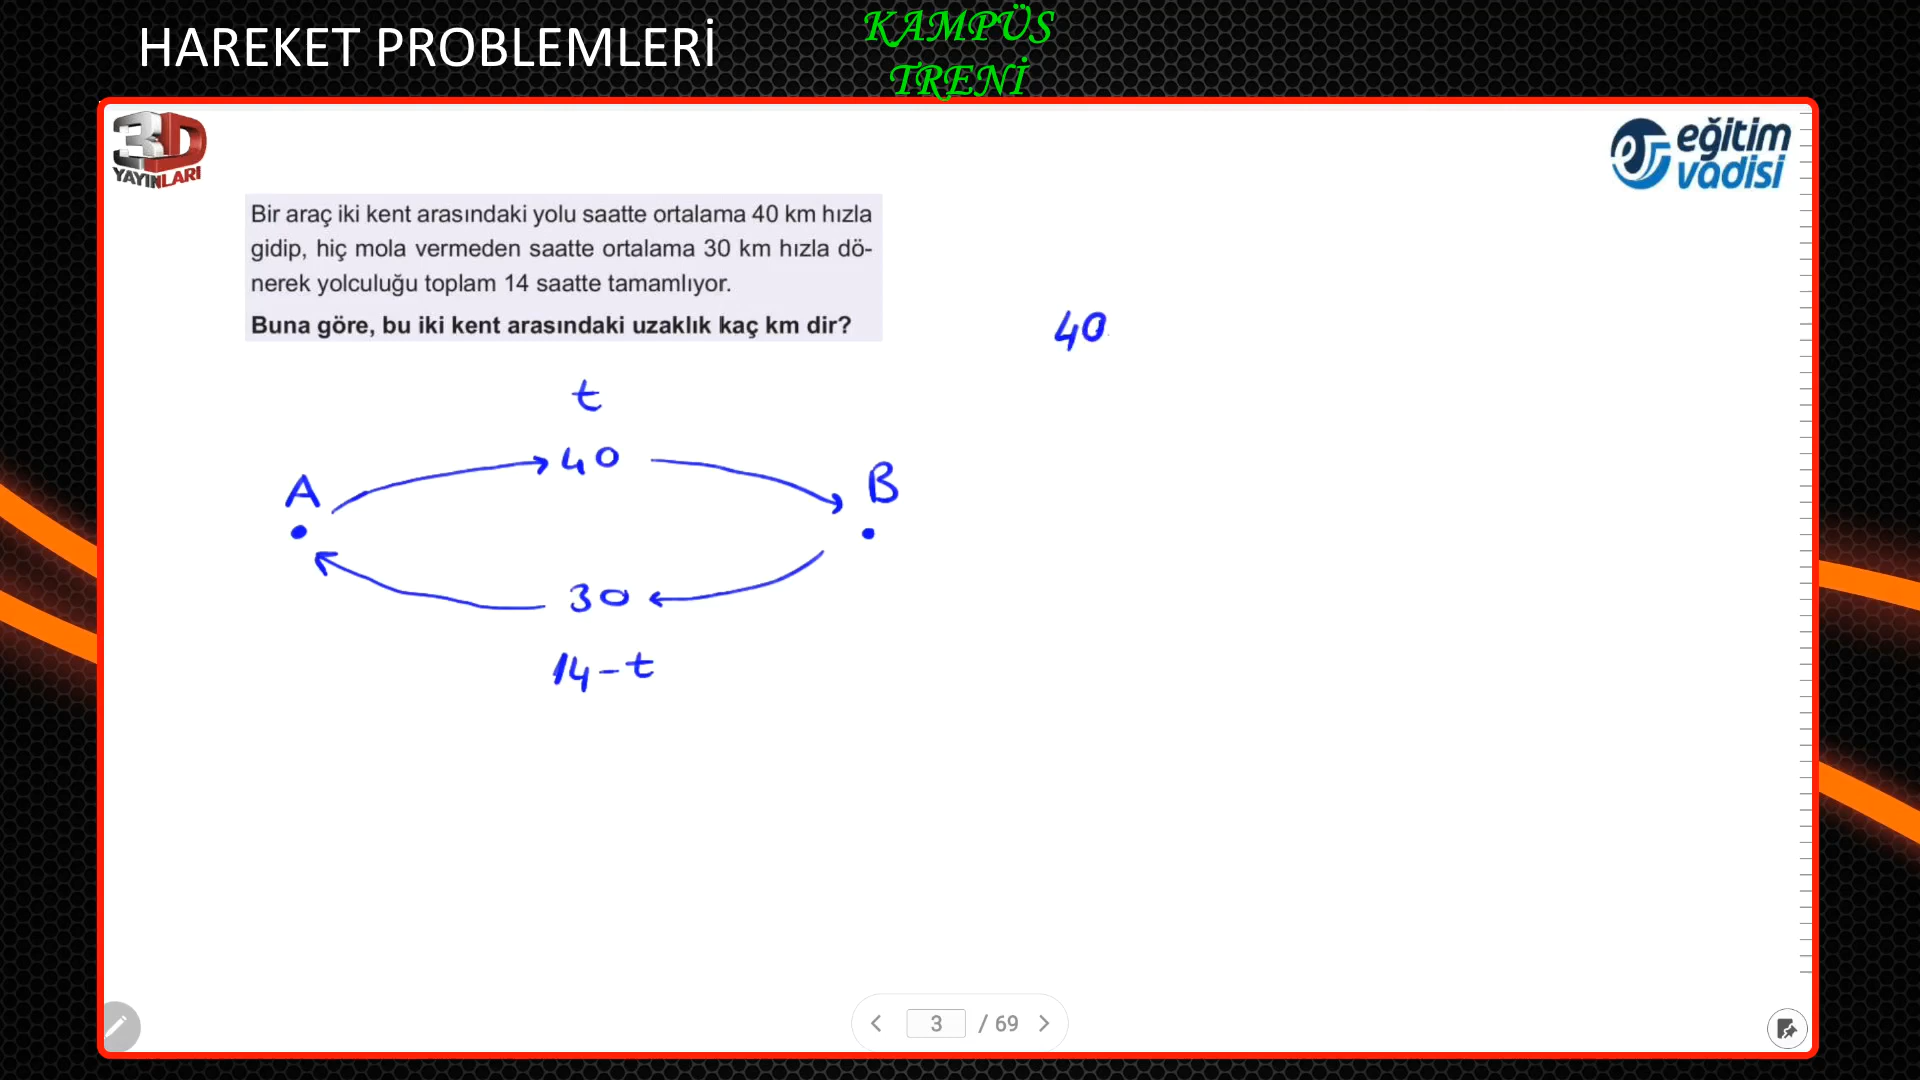 HAREKET PROBLEMLERİ
KAMPÜS
TRENİ
3D
YAYINLARI
eğitim
vadisi
Bir araç iki kent arasındaki yolu saatte ortalama 40 km hızla
gidip, hiç mola vermeden saatte ortalama 30 km hızla dö-
nerek yolculuğu toplam 14 saatte tamamlıyor.
Buna göre, bu iki kent arasındaki uzaklık kaç km dir?
40
t
40
A
B
30
14-t
3 / 69